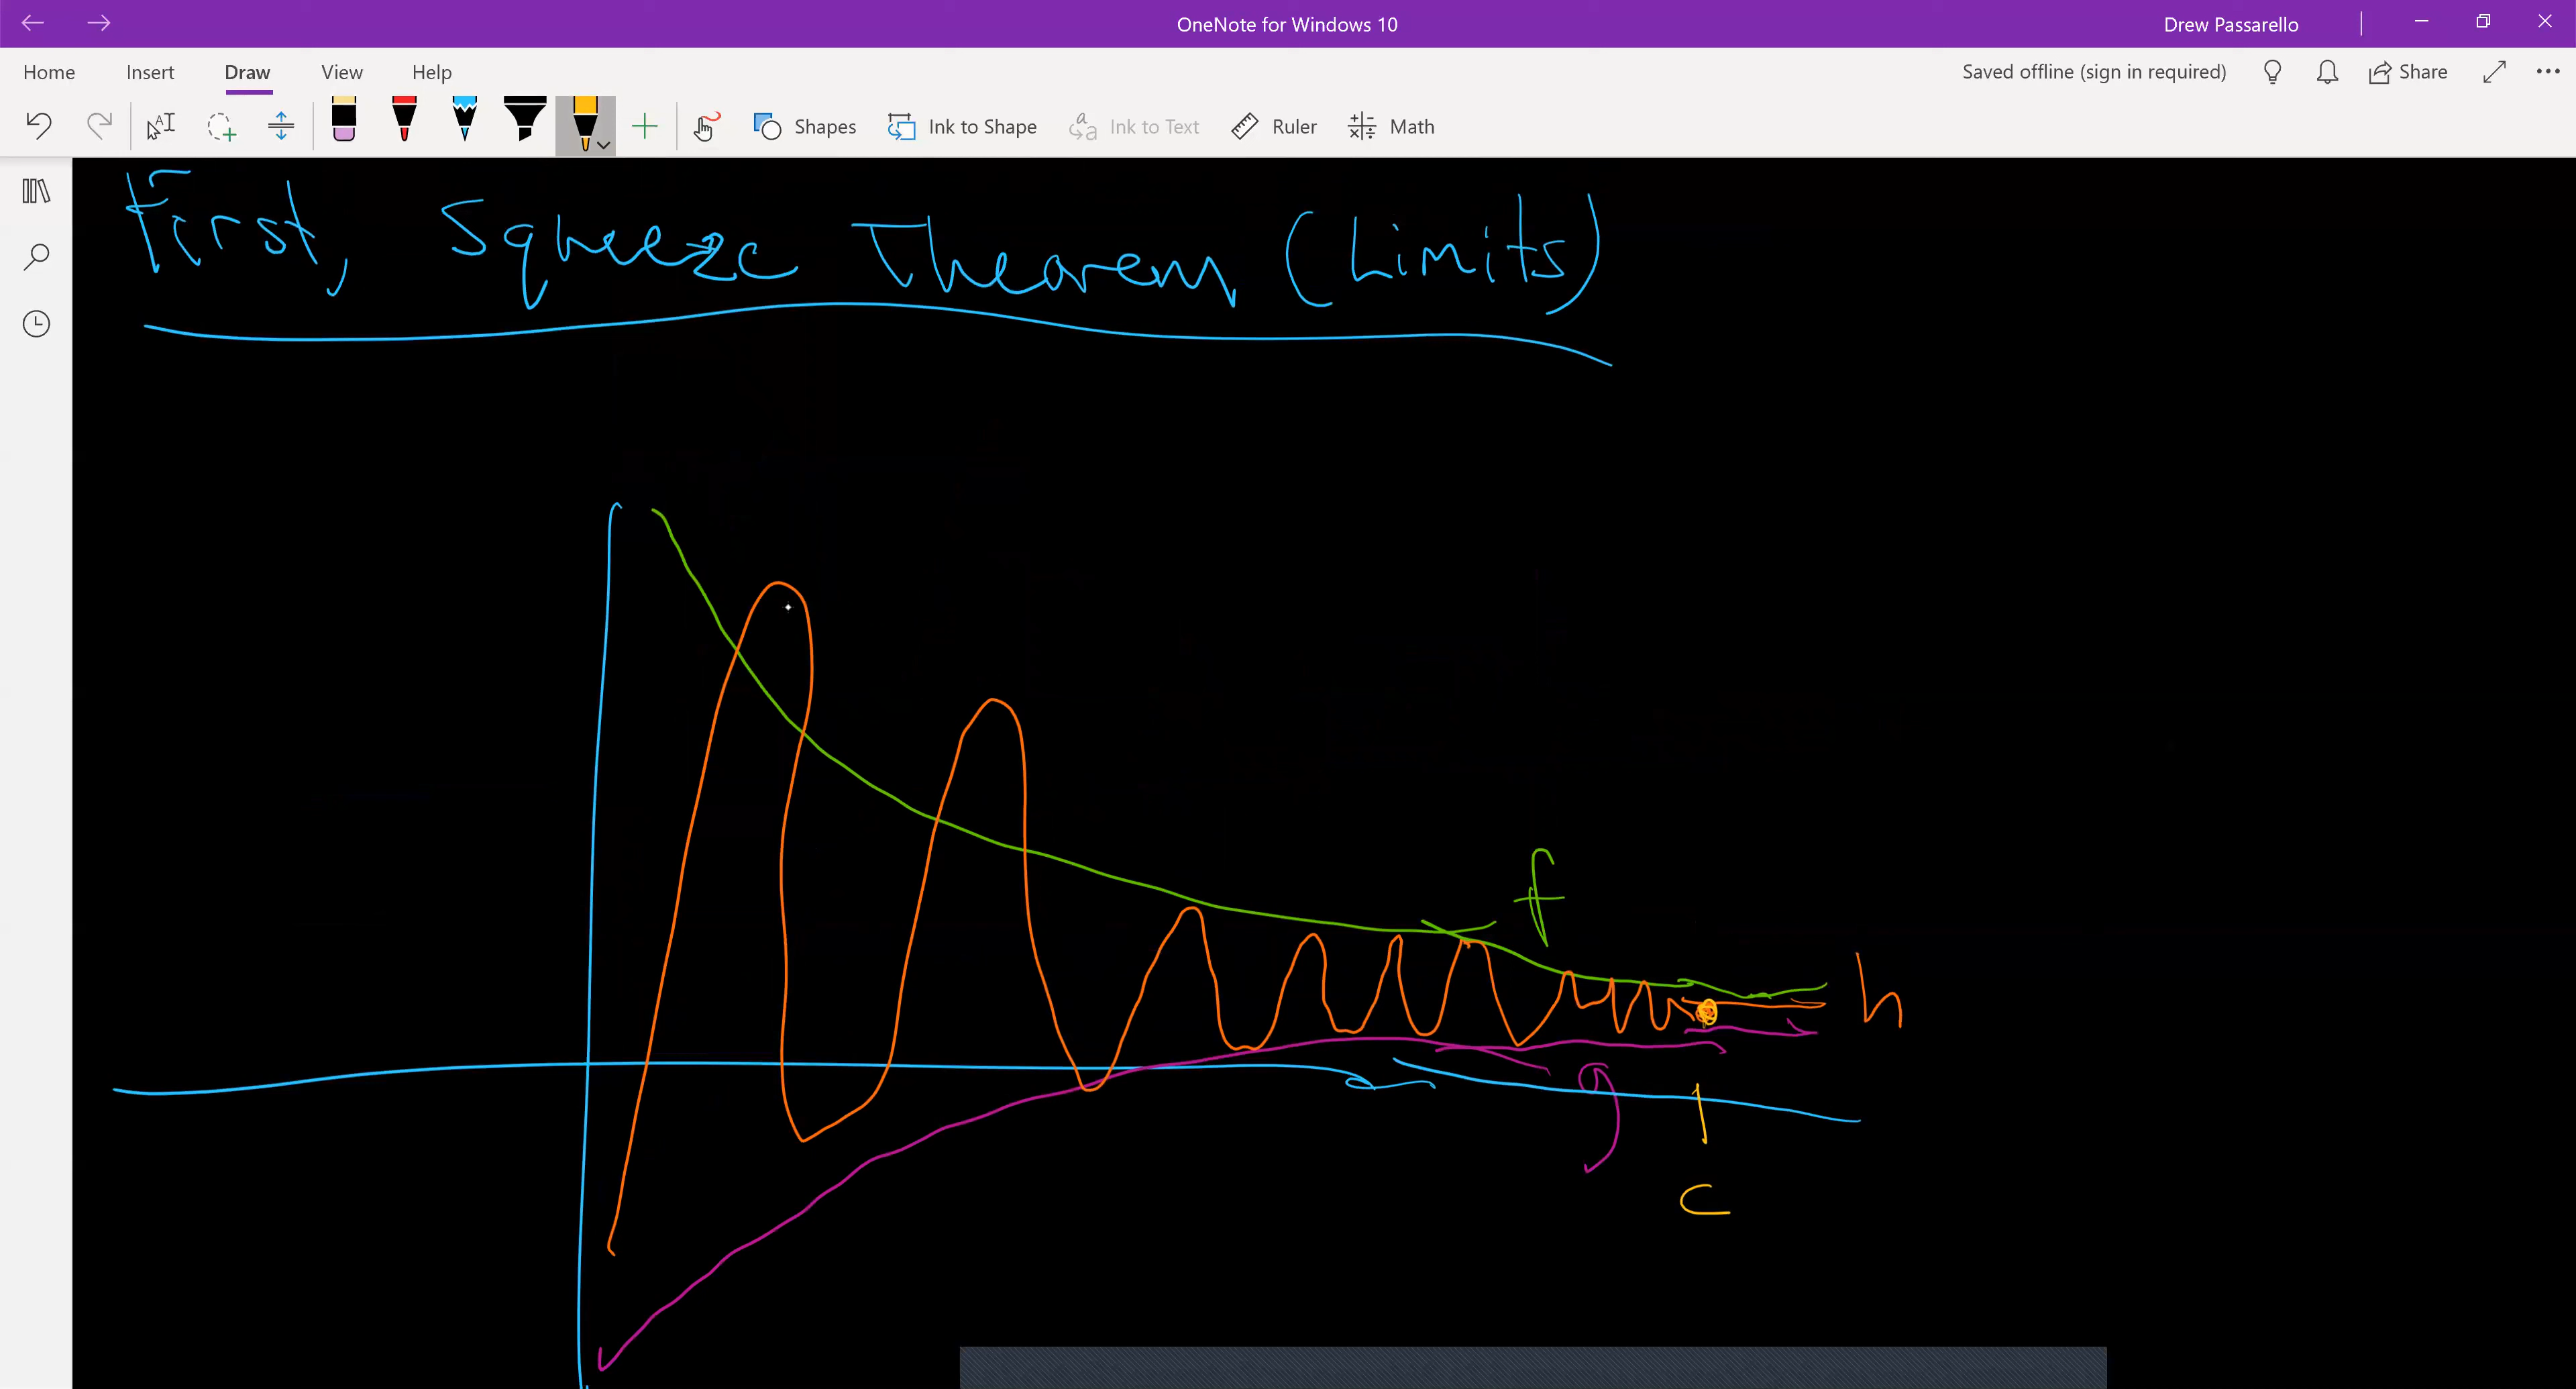 OneNote for Windows 10
Drew Passarello
Home Insert Draw View Help
Saved offline (sign in required) Share
Shapes Ink to Shape Ink to Text Ruler Math
First, Squeeze Theorem (Limits)
f
h
g
c